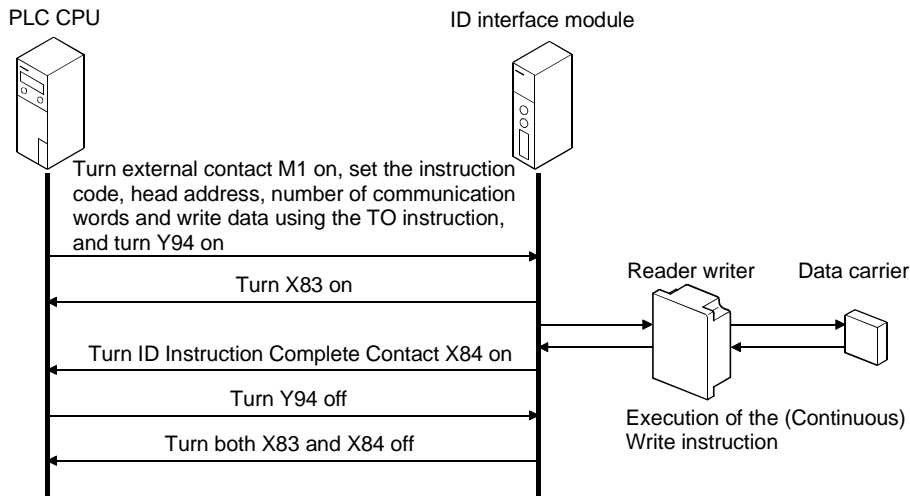 PLC CPU
ID interface module
Turn external contact M1 on, set the instruction
code, head address, number of communication
words and write data using the TO instruction,
and turn Y94 on
Turn X83 on
Reader writer
Data carrier
Turn ID Instruction Complete Contact X84 on
Turn Y94 off
Execution of the (Continuous)
Write instruction
Turn both X83 and X84 off